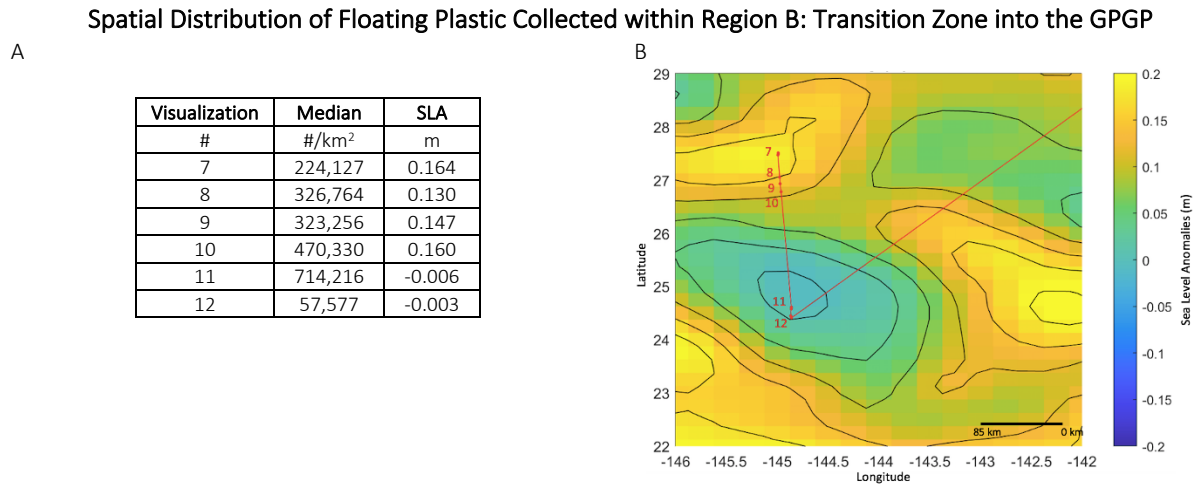 Spatial Distribution of Floating Plastic Collected within Region B: Transition Zone into the GPGP
A
Visualization Median SLA
# #/km² m
7 224,127 0.164
8 326,764 0.130
9 323,256 0.147
10 470,330 0.160
11 714,216 -0.006
12 57,577 -0.003
B
29
28
27
26
25
24
23
22
Latitude
7
8
9
10
11
12
85 km 0 km
-146 -145.5 -145 -144.5 -144 -143.5 -143 -142.5 -142
Longitude
0.2
0.15
0.1
0.05
0
-0.05
-0.1
-0.15
-0.2
Sea Level Anomalies (m)